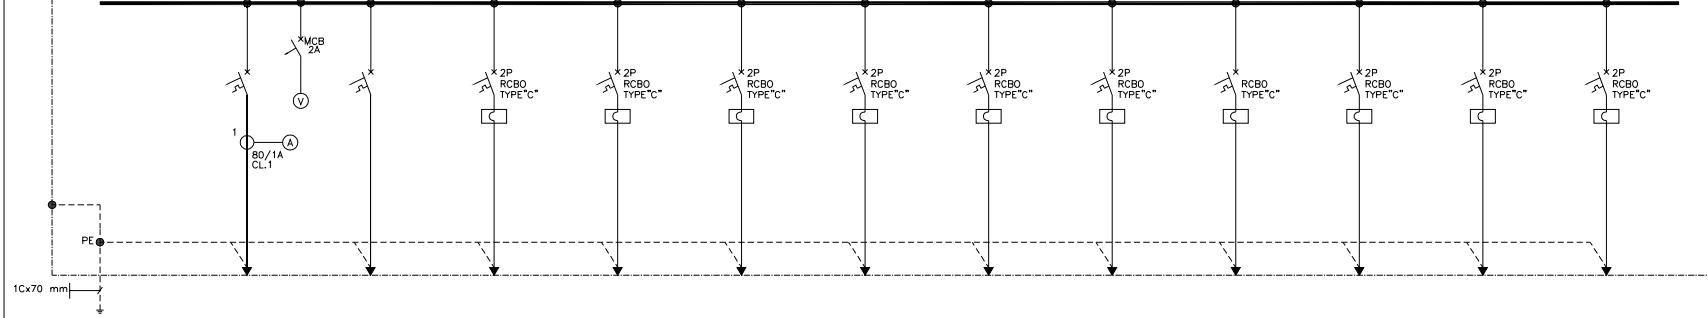 MCB
2A
V
1
A
80/1A
CL.1
2P
RCBO
TYPE"C"
2P
RCBO
TYPE"C"
2P
RCBO
TYPE"C"
2P
RCBO
TYPE"C"
2P
RCBO
TYPE"C"
2P
RCBO
TYPE"C"
RCBO
TYPE"C"
2P
RCBO
TYPE"C"
2P
RCBO
TYPE"C"
2P
RCBO
TYPE"C"
PE
1Cx70 mm